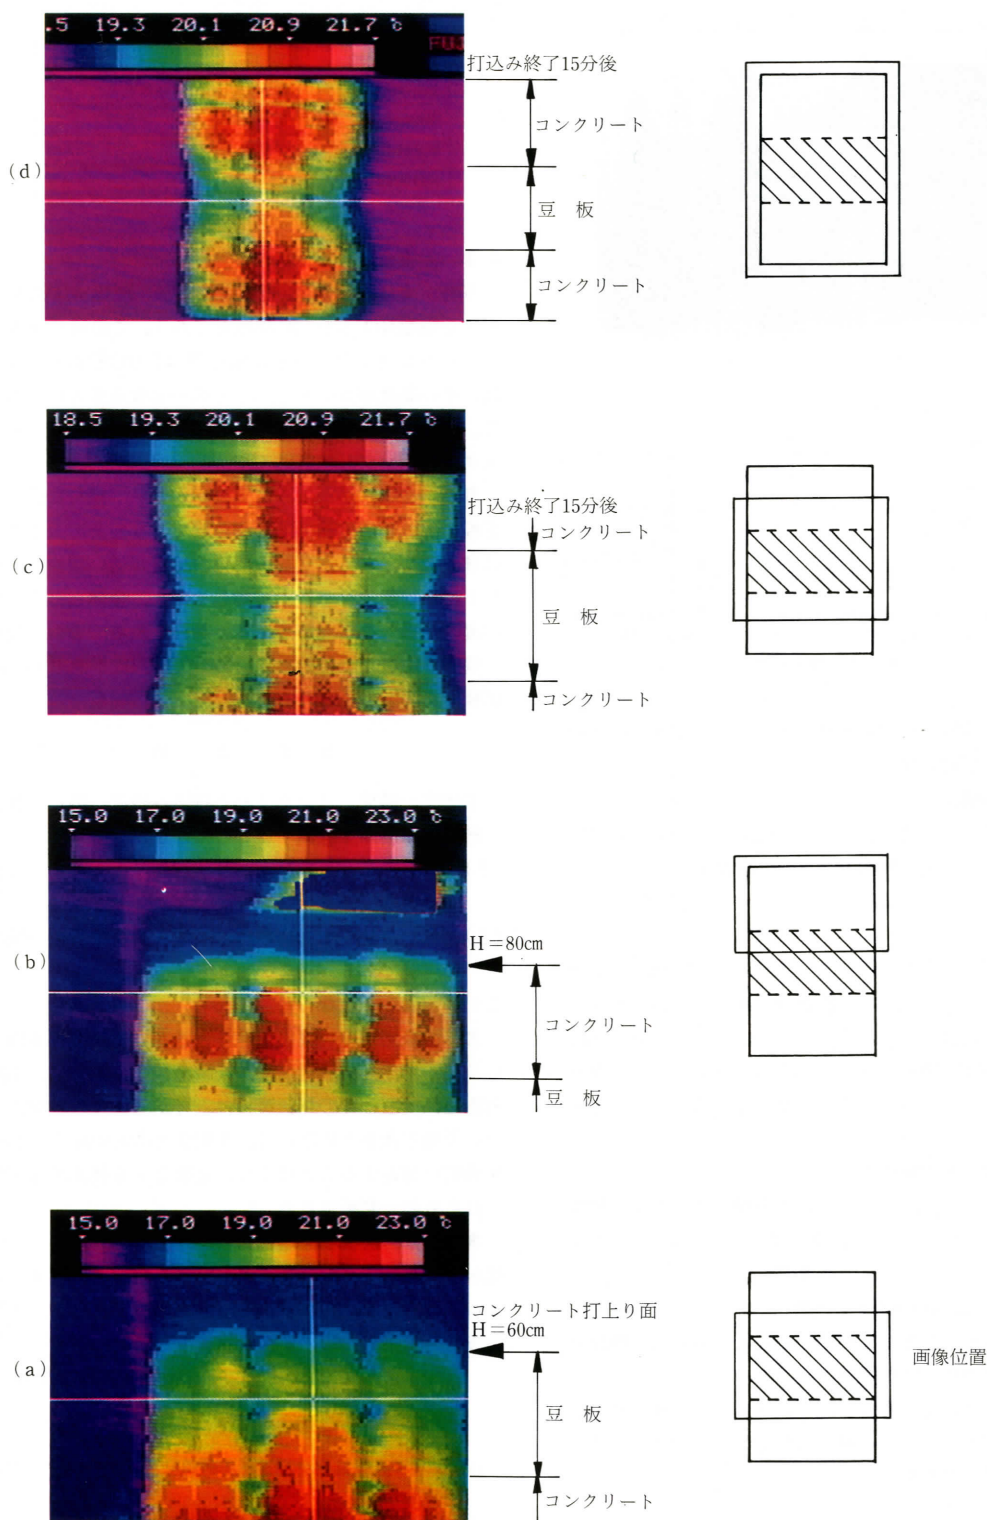 .5 19.3 20.1 20.9 21.7 ℃
FUJ
打込み終了15分後
コンクリート
(d)
豆 板
コンクリート
18.5 19.3 20.1 20.9 21.7 ℃
打込み終了15分後
コンクリート
(c)
豆 板
コンクリート
15.0 17.0 19.0 21.0 23.0 ℃
H=80cm
(b)
コンクリート
豆 板
15.0 17.0 19.0 21.0 23.0 ℃
コンクリート打上り面
H=60cm
(a)
画像位置
豆 板
コンクリート